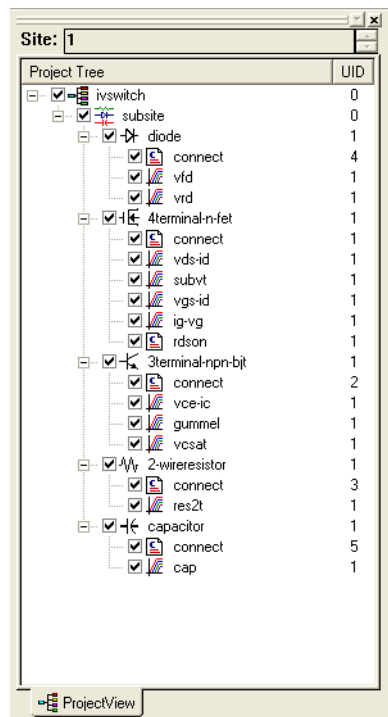 Site: 1
Project Tree UID
ivswitch 0
subsite 0
diode 1
connect 4
vfd 1
vrd 1
4terminal-n-fet 1
connect 1
vds-id 1
subvt 1
vgs-id 1
ig-vg 1
rdson 1
3terminal-npn-bjt 1
connect 2
vce-ic 1
gummel 1
vcsat 1
2-wireresistor 1
connect 3
res2t 1
capacitor 1
connect 5
cap 1
ProjectView